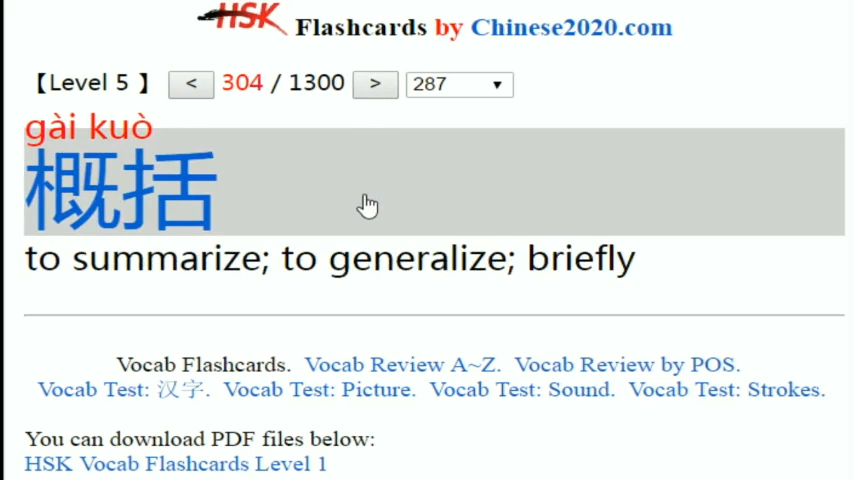 HSK Flashcards by Chinese2020.com
【Level 5 】 < 304 / 1300 > 287
gài kuò
概括
to summarize; to generalize; briefly
Vocab Flashcards. Vocab Review A~Z. Vocab Review by POS.
Vocab Test: 汉字. Vocab Test: Picture. Vocab Test: Sound. Vocab Test: Strokes.
You can download PDF files below:
HSK Vocab Flashcards Level 1